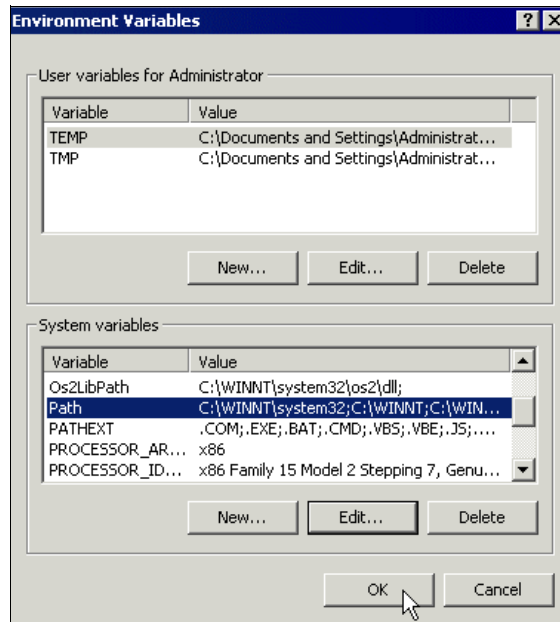 Environment Variables
User variables for Administrator
Variable Value
TEMP C:\Documents and Settings\Administrat...
TMP C:\Documents and Settings\Administrat...
New... Edit... Delete
System variables
Variable Value
Os2LibPath C:\WINNT\system32\os2\dll;
Path C:\WINNT\system32;C:\WINNT;C:\WIN...
PATHEXT .COM;.EXE;.BAT;.CMD;.VBS;.VBE;.JS;....
PROCESSOR_AR... x86
PROCESSOR_ID... x86 Family 15 Model 2 Stepping 7, Genu...
New... Edit... Delete
OK Cancel